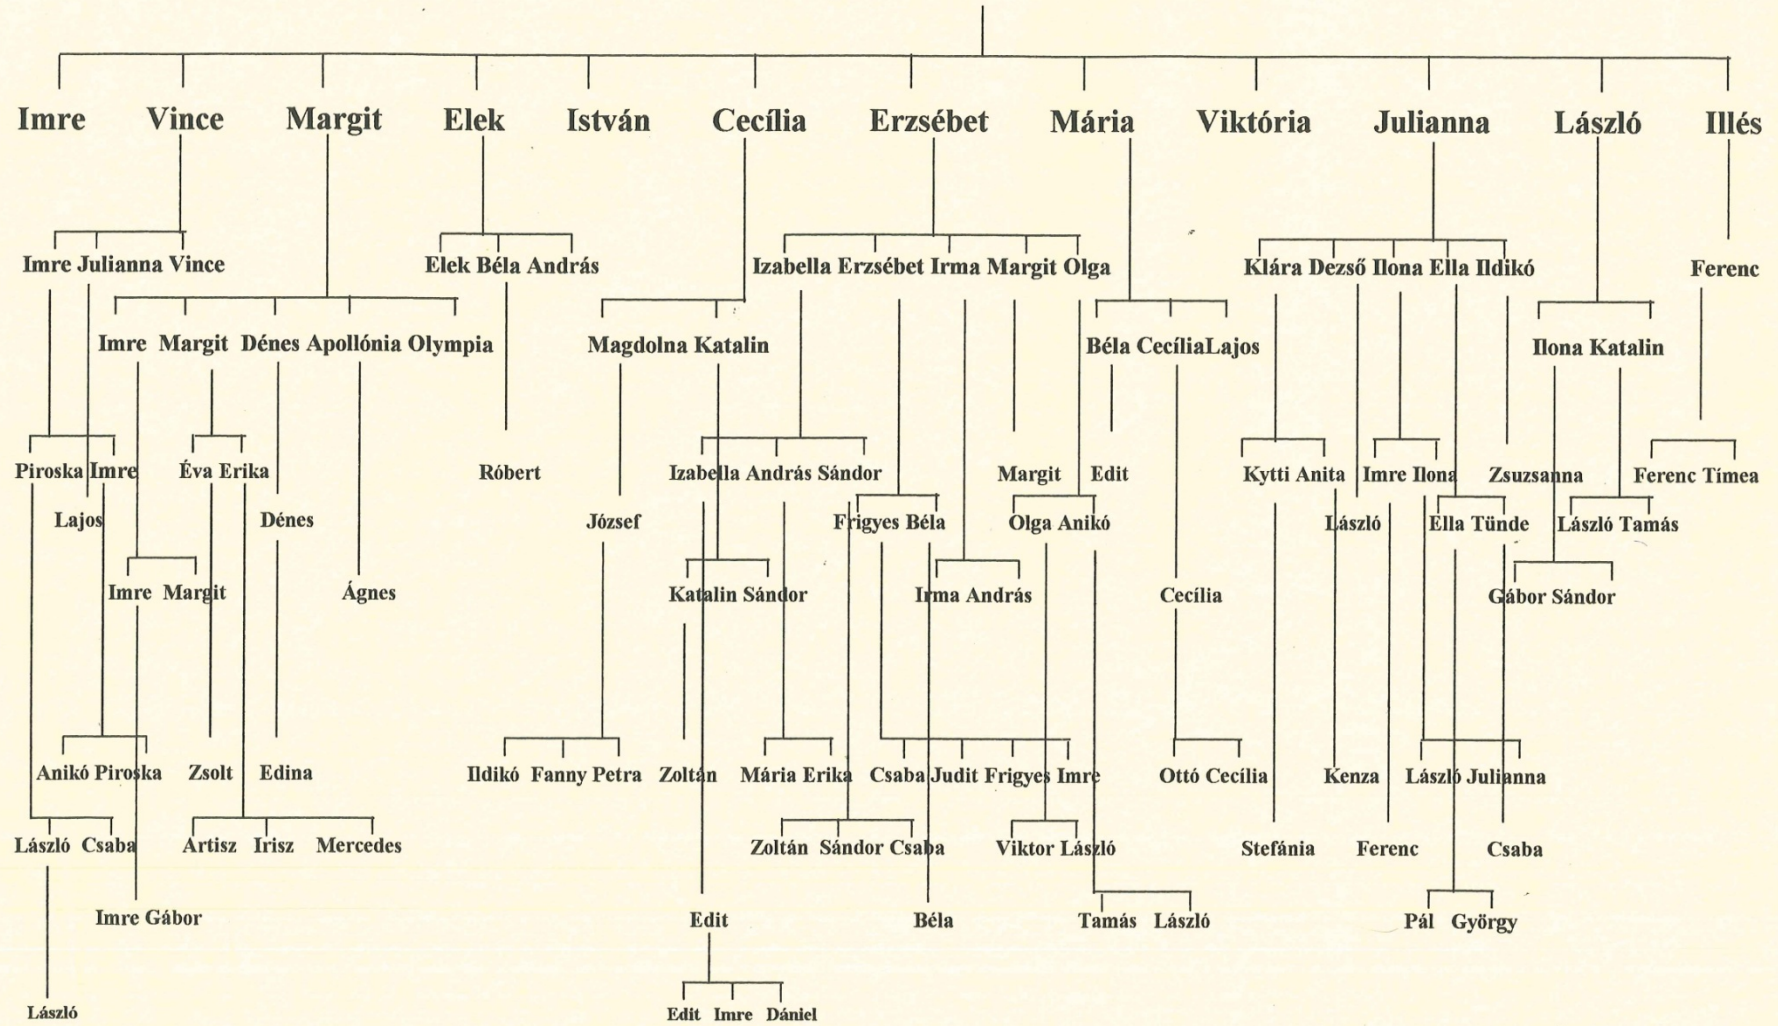 Imre Vince Margit Elek István Cecília Erzsébet Mária Viktória Julianna László Illés
Imre Julianna Vince Elek Béla András Izabella Erzsébet Irma Margit Olga Klára Dezső Ilona Ella Ildikó Ferenc
Imre Margit Dénes Apollónia Olympia Magdolna Katalin Béla CecíliaLajos Ilona Katalin
Piroska Imre Éva Erika Róbert Izabella András Sándor Margit Edit Kytti Anita Imre Ilona Zsuzsanna Ferenc Tímea
Lajos Dénes József Frigyes Béla Olga Anikó László Ella Tünde László Tamás
Imre Margit Ágnes Katalin Sándor Irma András Cecília Gábor Sándor
Anikó Piroska Zsolt Edina Ildikó Fanny Petra Zoltán Mária Erika Csaba Judit Frigyes Imre Ottó Cecília Kenza László Julianna
László Csaba Artisz Irisz Mercedes Zoltán Sándor Csaba Viktor László Stefánia Ferenc Csaba
Imre Gábor Edit Béla Tamás László Pál György
László Edit Imre Dániel